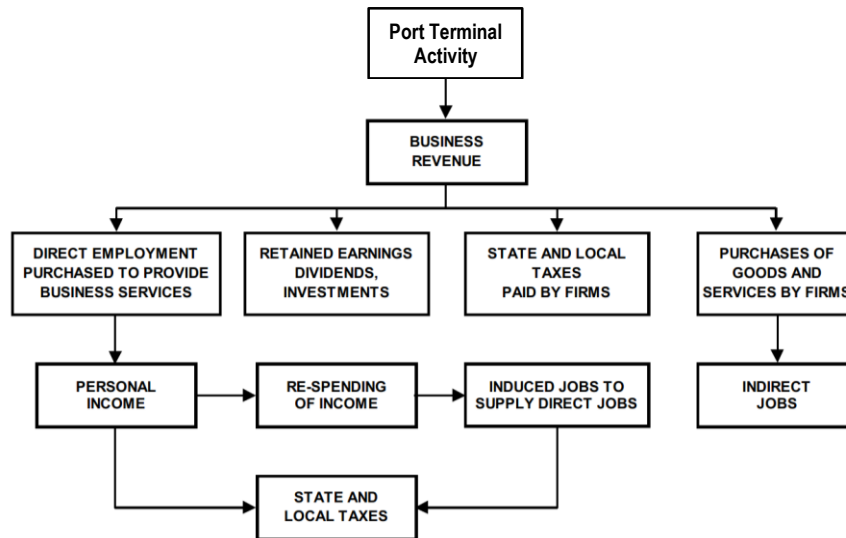 Port Terminal
Activity
BUSINESS
REVENUE
DIRECT EMPLOYMENT
PURCHASED TO PROVIDE
BUSINESS SERVICES
RETAINED EARNINGS
DIVIDENDS,
INVESTMENTS
STATE AND LOCAL
TAXES
PAID BY FIRMS
PURCHASES OF
GOODS AND
SERVICES BY FIRMS
PERSONAL
INCOME
RE-SPENDING
OF INCOME
INDUCED JOBS TO
SUPPLY DIRECT JOBS
INDIRECT
JOBS
STATE AND
LOCAL TAXES